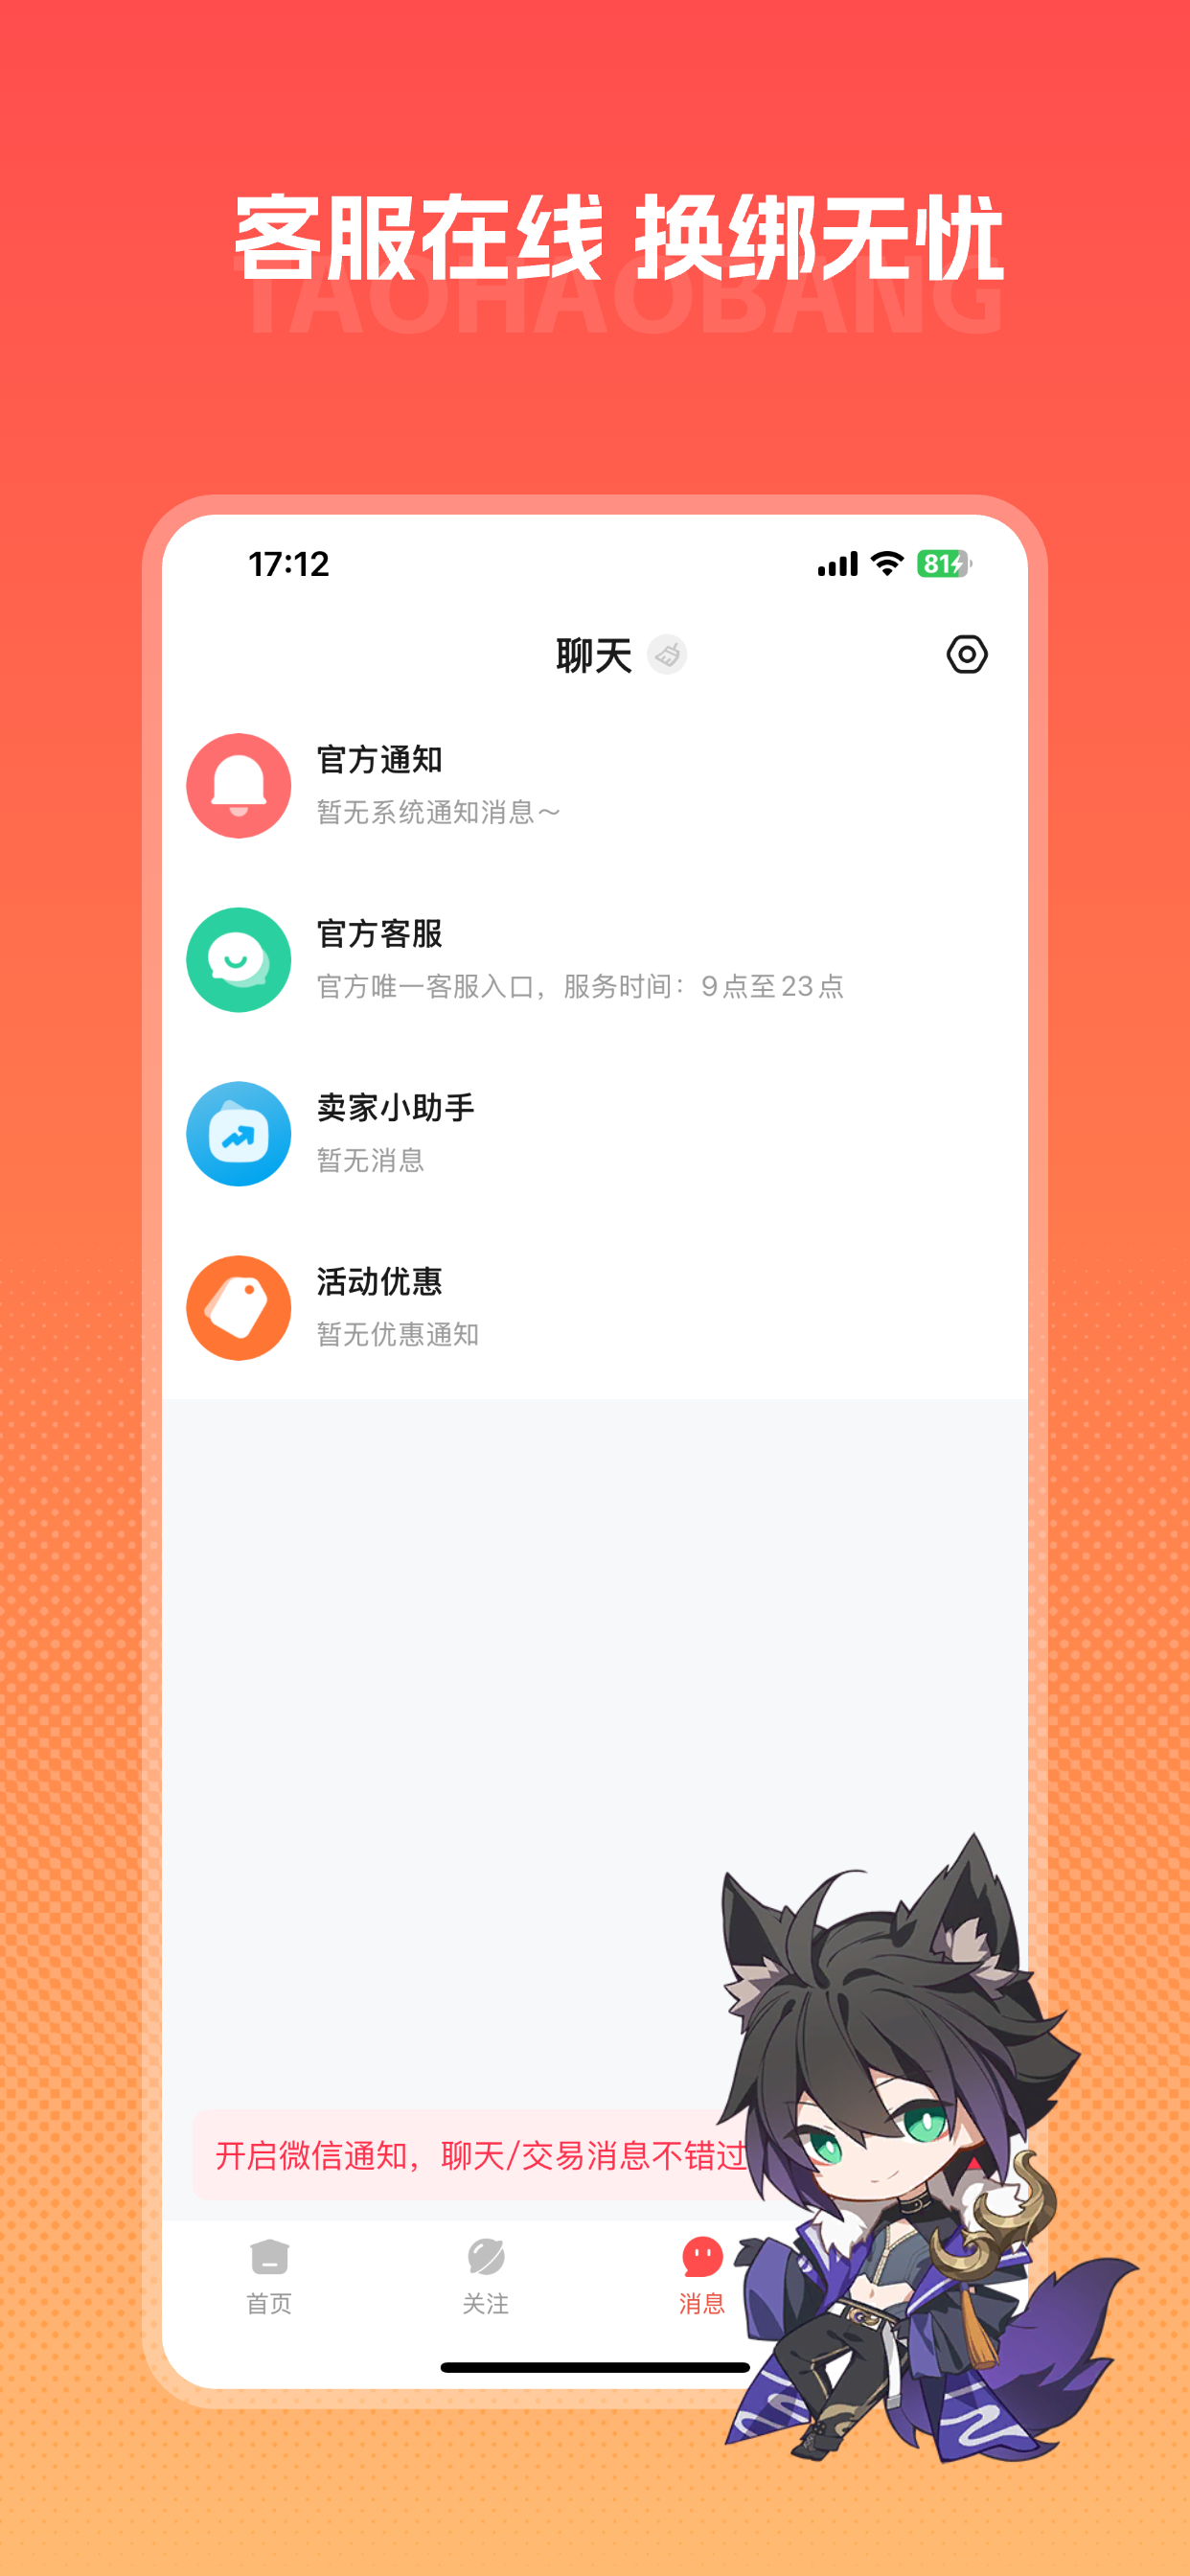 客服在线 换绑无忧
TAOHAOBANG
17:12
81
聊天
官方通知
暂无系统通知消息～
官方客服
官方唯一客服入口，服务时间：9点至23点
卖家小助手
暂无消息
活动优惠
暂无优惠通知
开启微信通知，聊天/交易消息不错过
首页
关注
消息